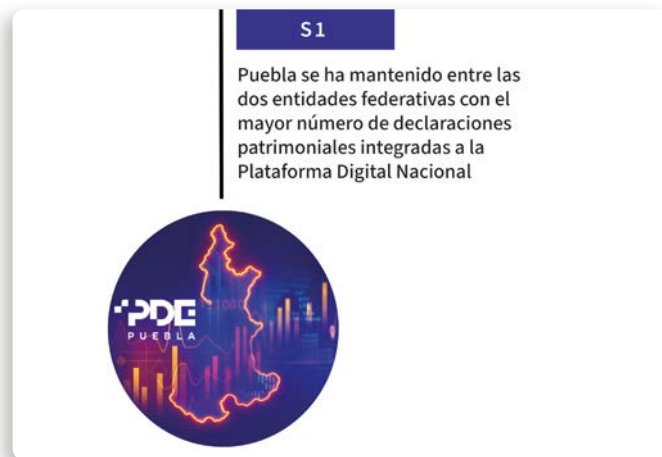 S1
Puebla se ha mantenido entre las
dos entidades federativas con el
mayor número de declaraciones
patrimoniales integradas a la
Plataforma Digital Nacional
PDE
PUEBLA